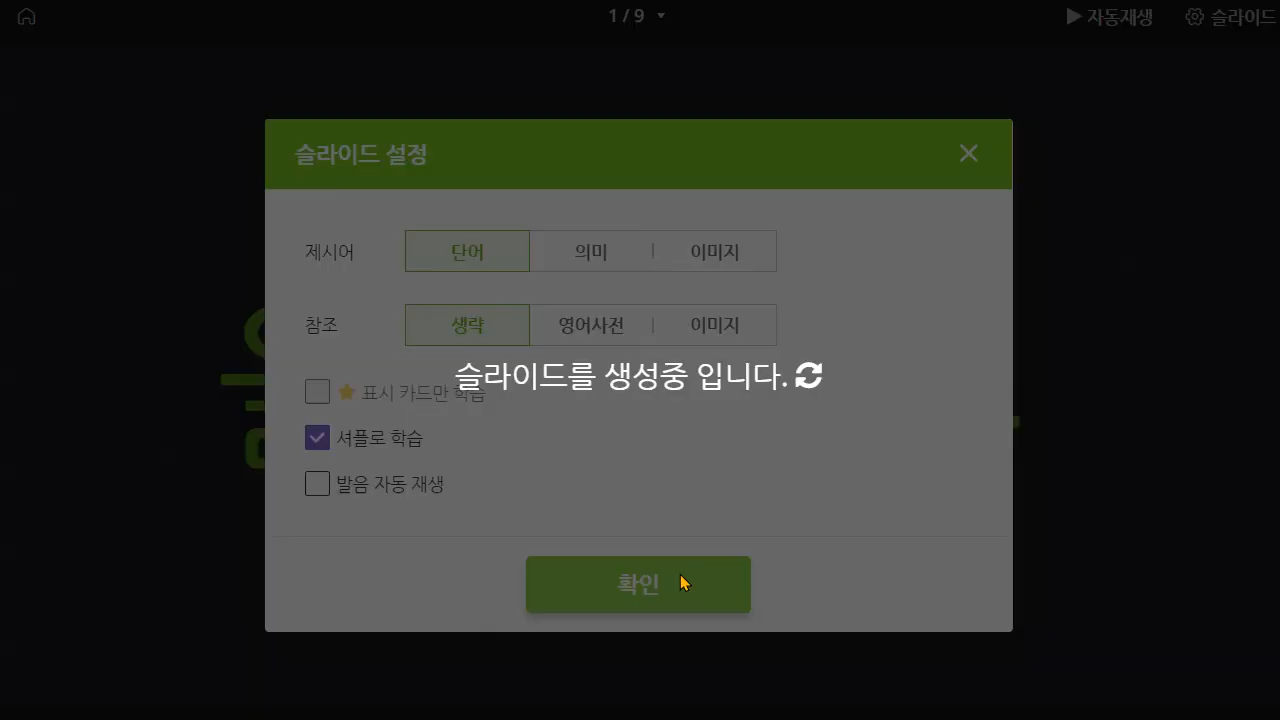 1 / 9
자동재생
슬라이드
슬라이드 설정
제시어
단어
의미
이미지
참조
생략
영어사전
이미지
슬라이드를 생성중 입니다.
표시 카드만 학습
셔플로 학습
발음 자동 재생
확인